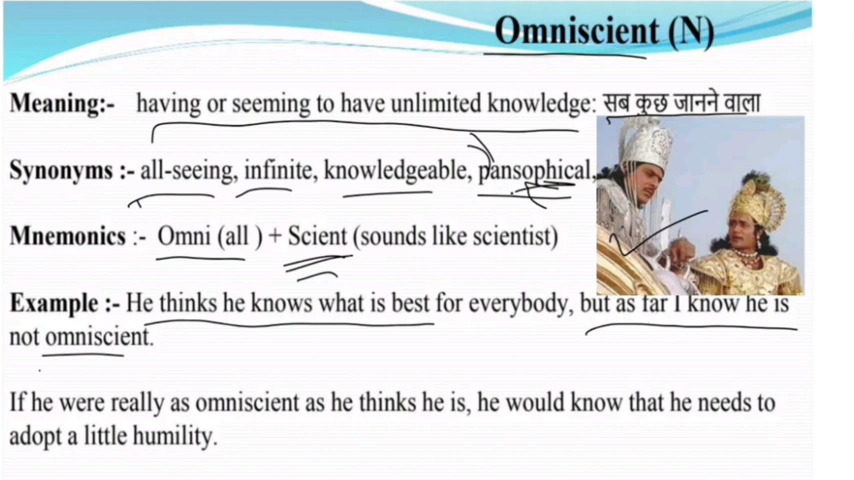 Omniscient (N)
Meaning:- having or seeming to have unlimited knowledge: सब कुछ जानने वाला
Synonyms :- all-seeing, infinite, knowledgeable, pansophical,
Mnemonics :- Omni (all ) + Scient (sounds like scientist)
Example :- He thinks he knows what is best for everybody, but as far I know he is
not omniscient.
If he were really as omniscient as he thinks he is, he would know that he needs to
adopt a little humility.